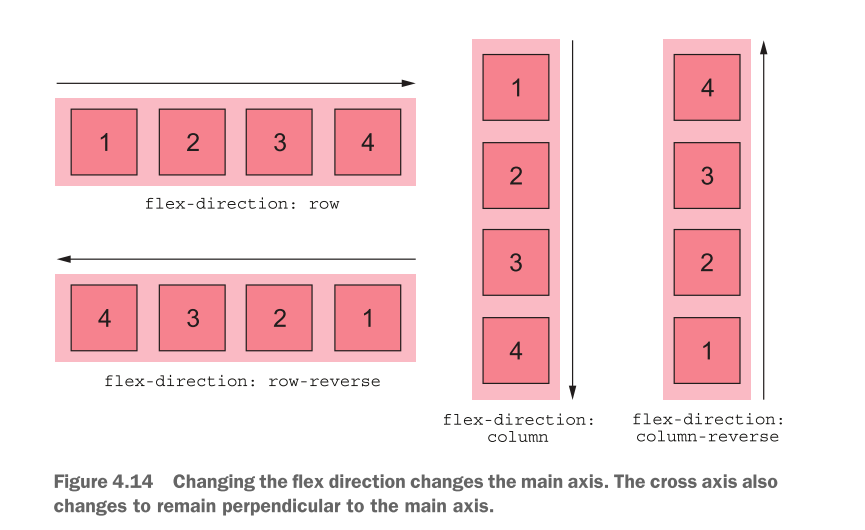 1 2 3 4
flex-direction: row
4 3 2 1
flex-direction: row-reverse
1
2
3
4
flex-direction:
column
4
3
2
1
flex-direction:
column-reverse
Figure 4.14 Changing the flex direction changes the main axis. The cross axis also
changes to remain perpendicular to the main axis.